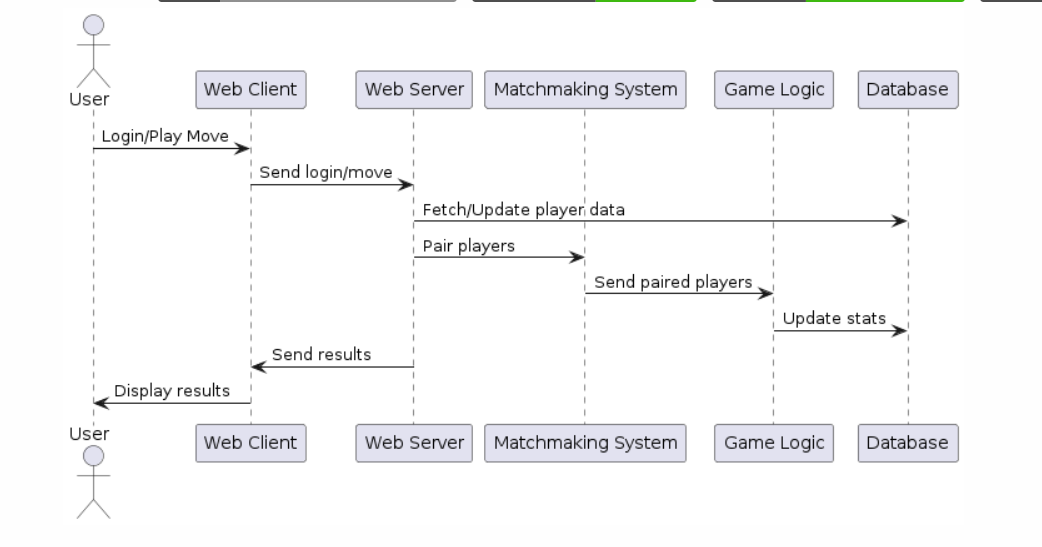 User
Web Client
Web Server
Matchmaking System
Game Logic
Database
Login/Play Move
Send login/move
Fetch/Update player data
Pair players
Send paired players
Update stats
Send results
Display results
User
Web Client
Web Server
Matchmaking System
Game Logic
Database